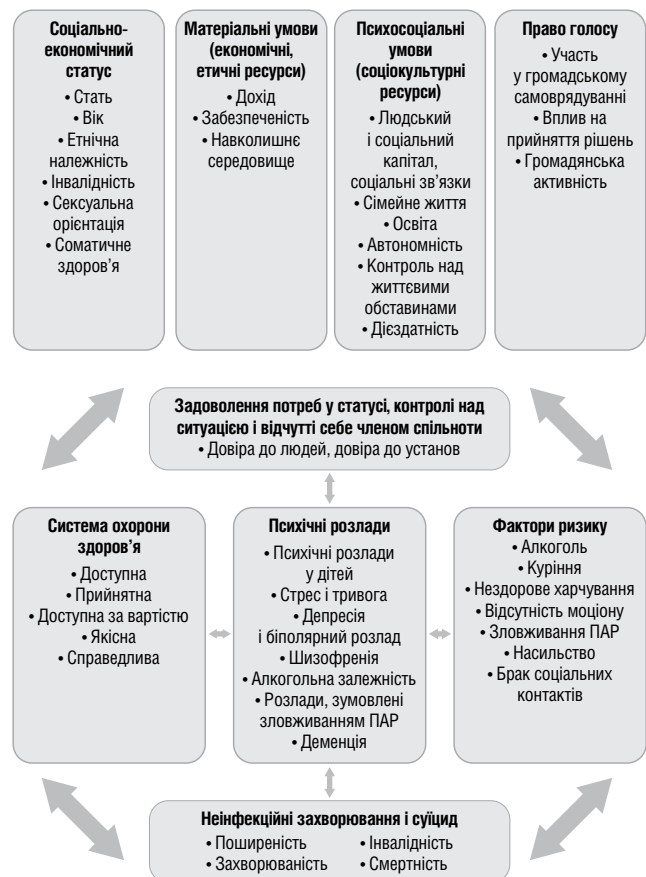 Соціально-
економічний
статус
• Стать
• Вік
• Етнічна
належність
• Інвалідність
• Сексуальна
орієнтація
• Соматичне
здоров'я
Матеріальні умови
(економічні,
етичні ресурси)
• Дохід
• Забезпеченість
• Навколишнє
середовище
Психосоціальні
умови
(соціокультурні
ресурси)
• Людський
і соціальний
капітал,
соціальні зв'язки
• Сімейне життя
• Освіта
• Автономність
• Контроль над
життєвими
обставинами
• Дієздатність
Право голосу
• Участь
у громадському
самоврядуванні
• Вплив на
прийняття рішень
• Громадянська
активність
Задоволення потреб у статусі, контролі над
ситуацією і відчутті себе членом спільноти
• Довіра до людей, довіра до установ
Система охорони
здоров'я
• Доступна
• Прийнятна
• Доступна за вартістю
• Якісна
• Справедлива
Психічні розлади
• Психічні розлади
у дітей
• Стрес і тривога
• Депресія
і біполярний розлад
• Шизофренія
• Алкогольна залежність
• Розлади, зумовлені
зловживанням ПАР
• Деменція
Фактори ризику
• Алкоголь
• Куріння
• Нездорове харчування
• Відсутність моціону
• Зловживання ПАР
• Насильство
• Брак соціальних
контактів
Неінфекційні захворювання і суїцид
• Поширеність • Інвалідність
• Захворюваність • Смертність